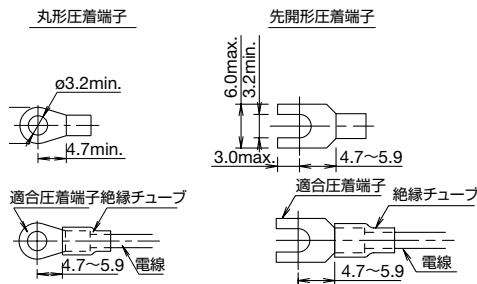 丸形圧着端子
ø3.2min.
4.7min.
適合圧着端子 絶縁チューブ
4.7～5.9
電線
先開形圧着端子
6.0max.
3.2min.
3.0max.
4.7～5.9
適合圧着端子
絶縁チューブ
4.7～5.9
電線